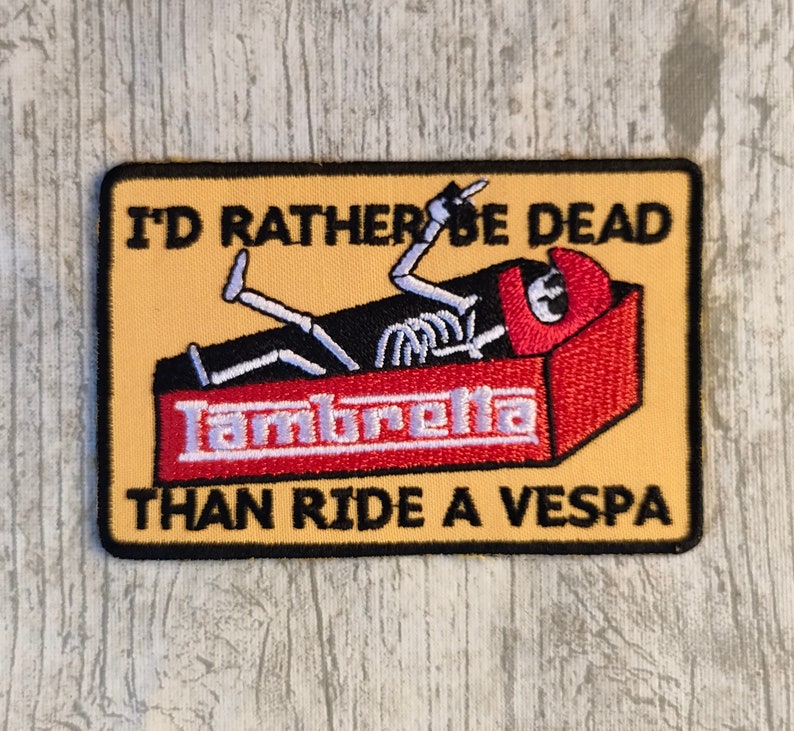 I'D RATHER BE DEAD
Lambretta
THAN RIDE A VESPA